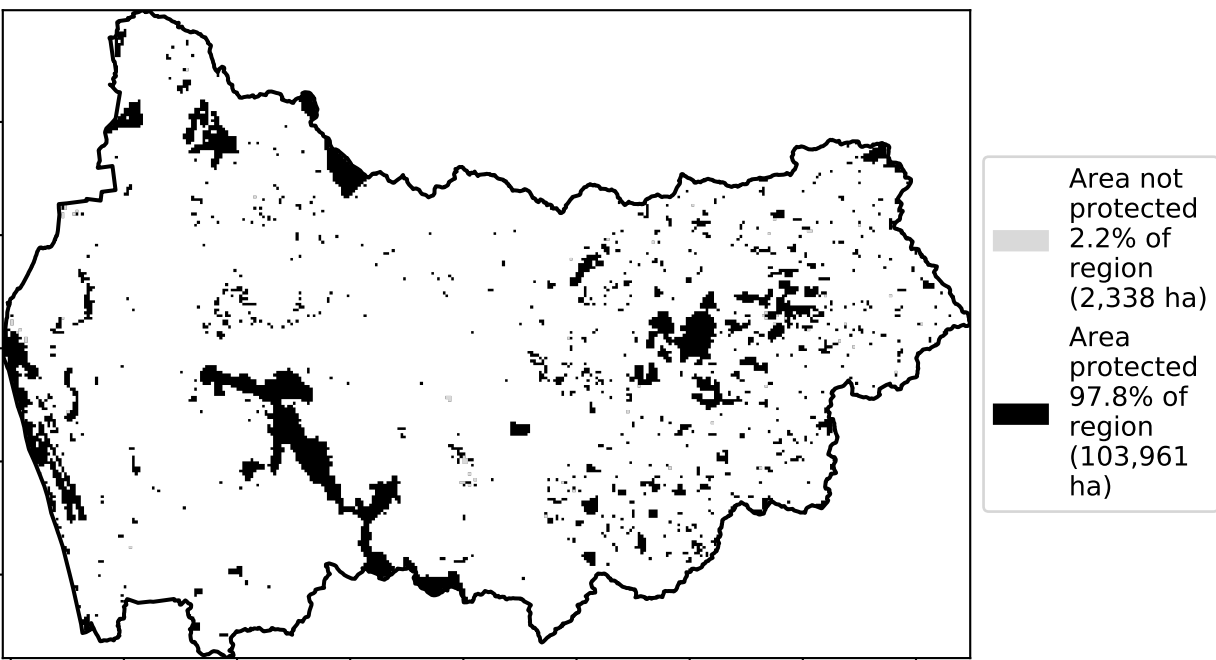 Area not
protected
2.2% of
region
(2,338 ha)
Area
protected
97.8% of
region
(103,961
ha)